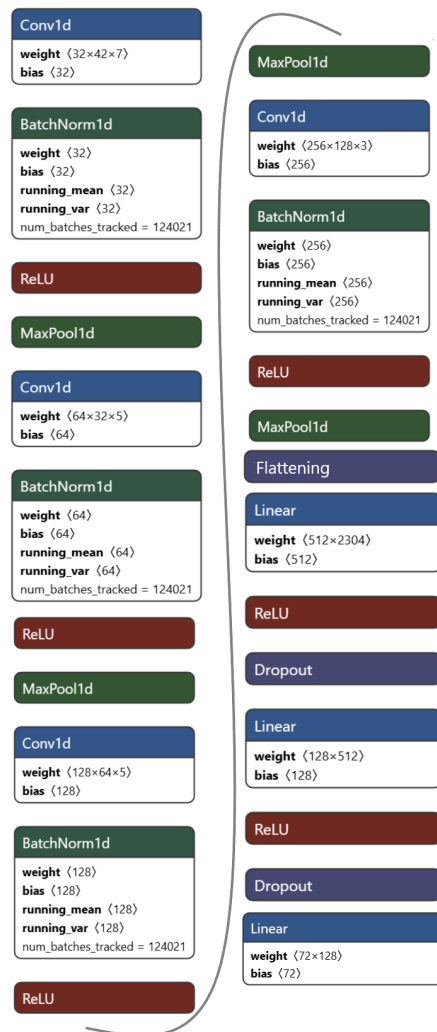 Conv1d
weight 〈32×42×7〉
bias 〈32〉
BatchNorm1d
weight 〈32〉
bias 〈32〉
running_mean 〈32〉
running_var 〈32〉
num_batches_tracked = 124021
ReLU
MaxPool1d
Conv1d
weight 〈64×32×5〉
bias 〈64〉
BatchNorm1d
weight 〈64〉
bias 〈64〉
running_mean 〈64〉
running_var 〈64〉
num_batches_tracked = 124021
ReLU
MaxPool1d
Conv1d
weight 〈128×64×5〉
bias 〈128〉
BatchNorm1d
weight 〈128〉
bias 〈128〉
running_mean 〈128〉
running_var 〈128〉
num_batches_tracked = 124021
ReLU
MaxPool1d
Conv1d
weight 〈256×128×3〉
bias 〈256〉
BatchNorm1d
weight 〈256〉
bias 〈256〉
running_mean 〈256〉
running_var 〈256〉
num_batches_tracked = 124021
ReLU
MaxPool1d
Flattening
Linear
weight 〈512×2304〉
bias 〈512〉
ReLU
Dropout
Linear
weight 〈128×512〉
bias 〈128〉
ReLU
Dropout
Linear
weight 〈72×128〉
bias 〈72〉